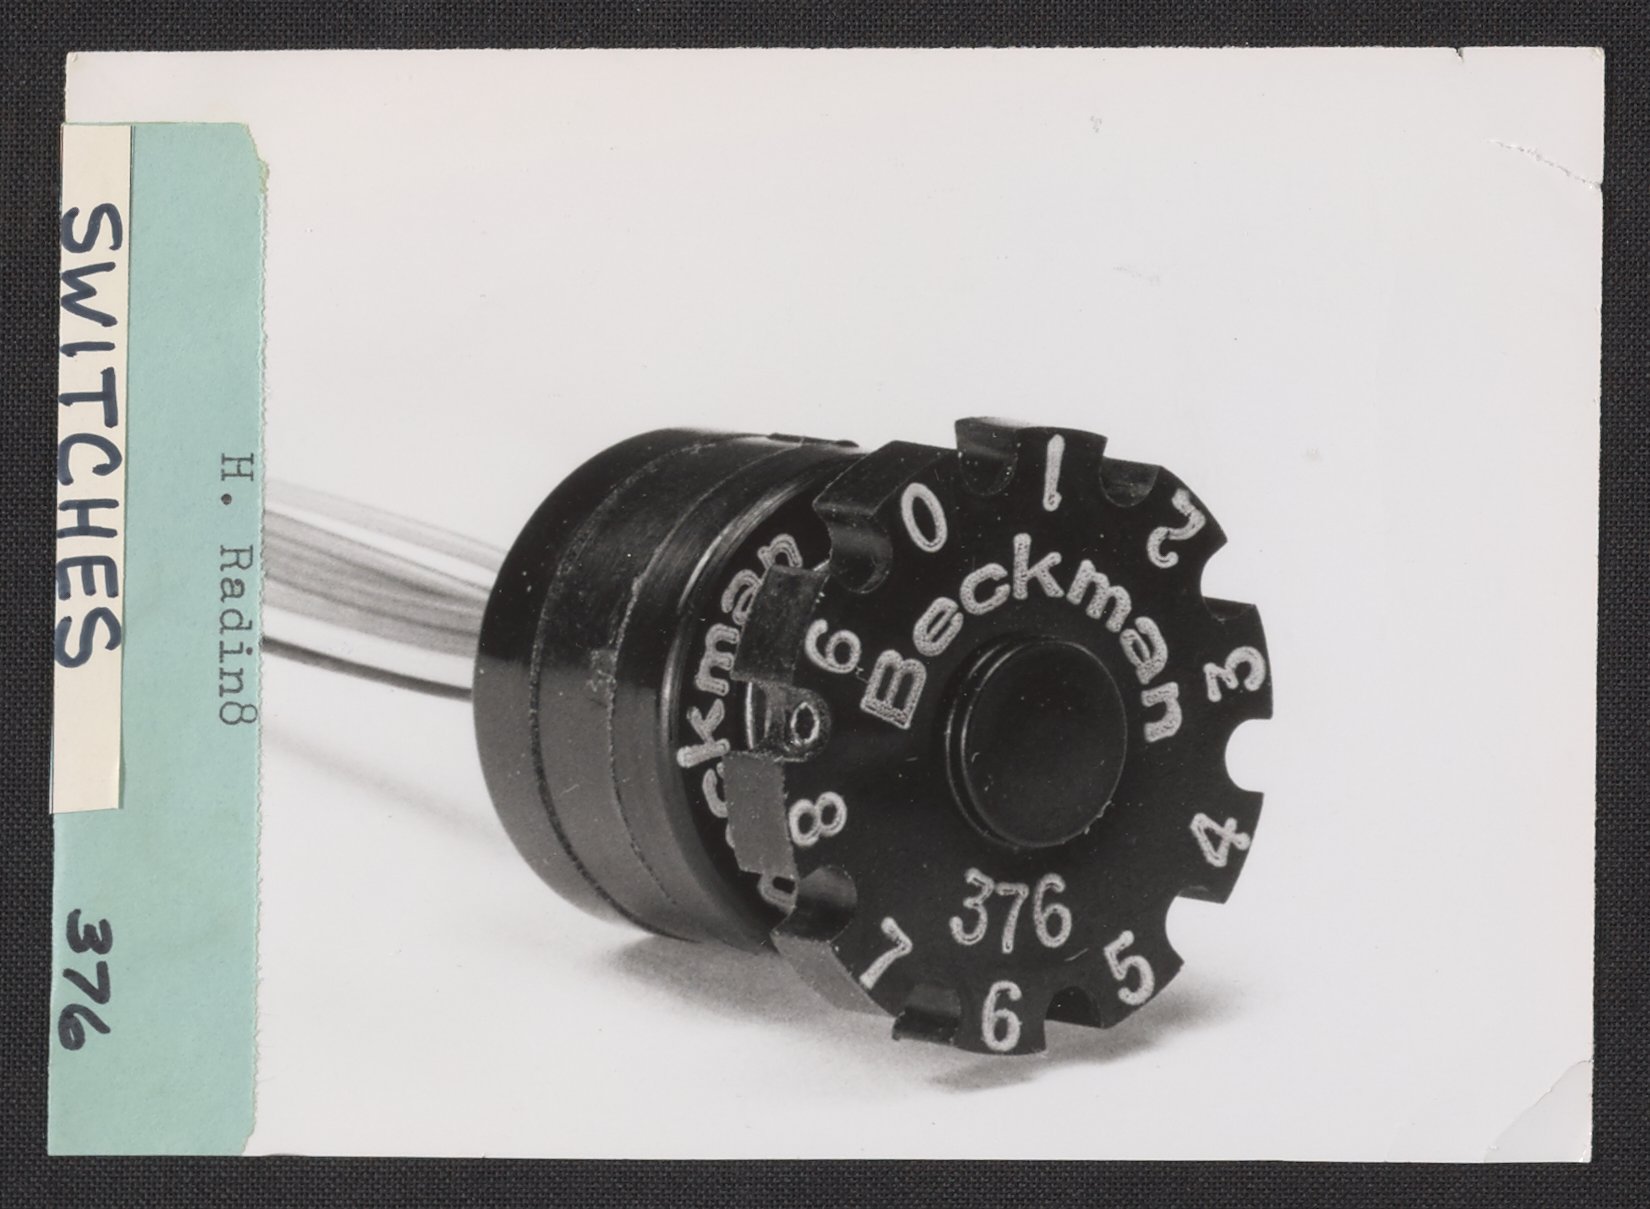 SWITCHES 376
H. Radin8
0 1 2 3 4 5 6 7 8 9
Beckman
376
ckman